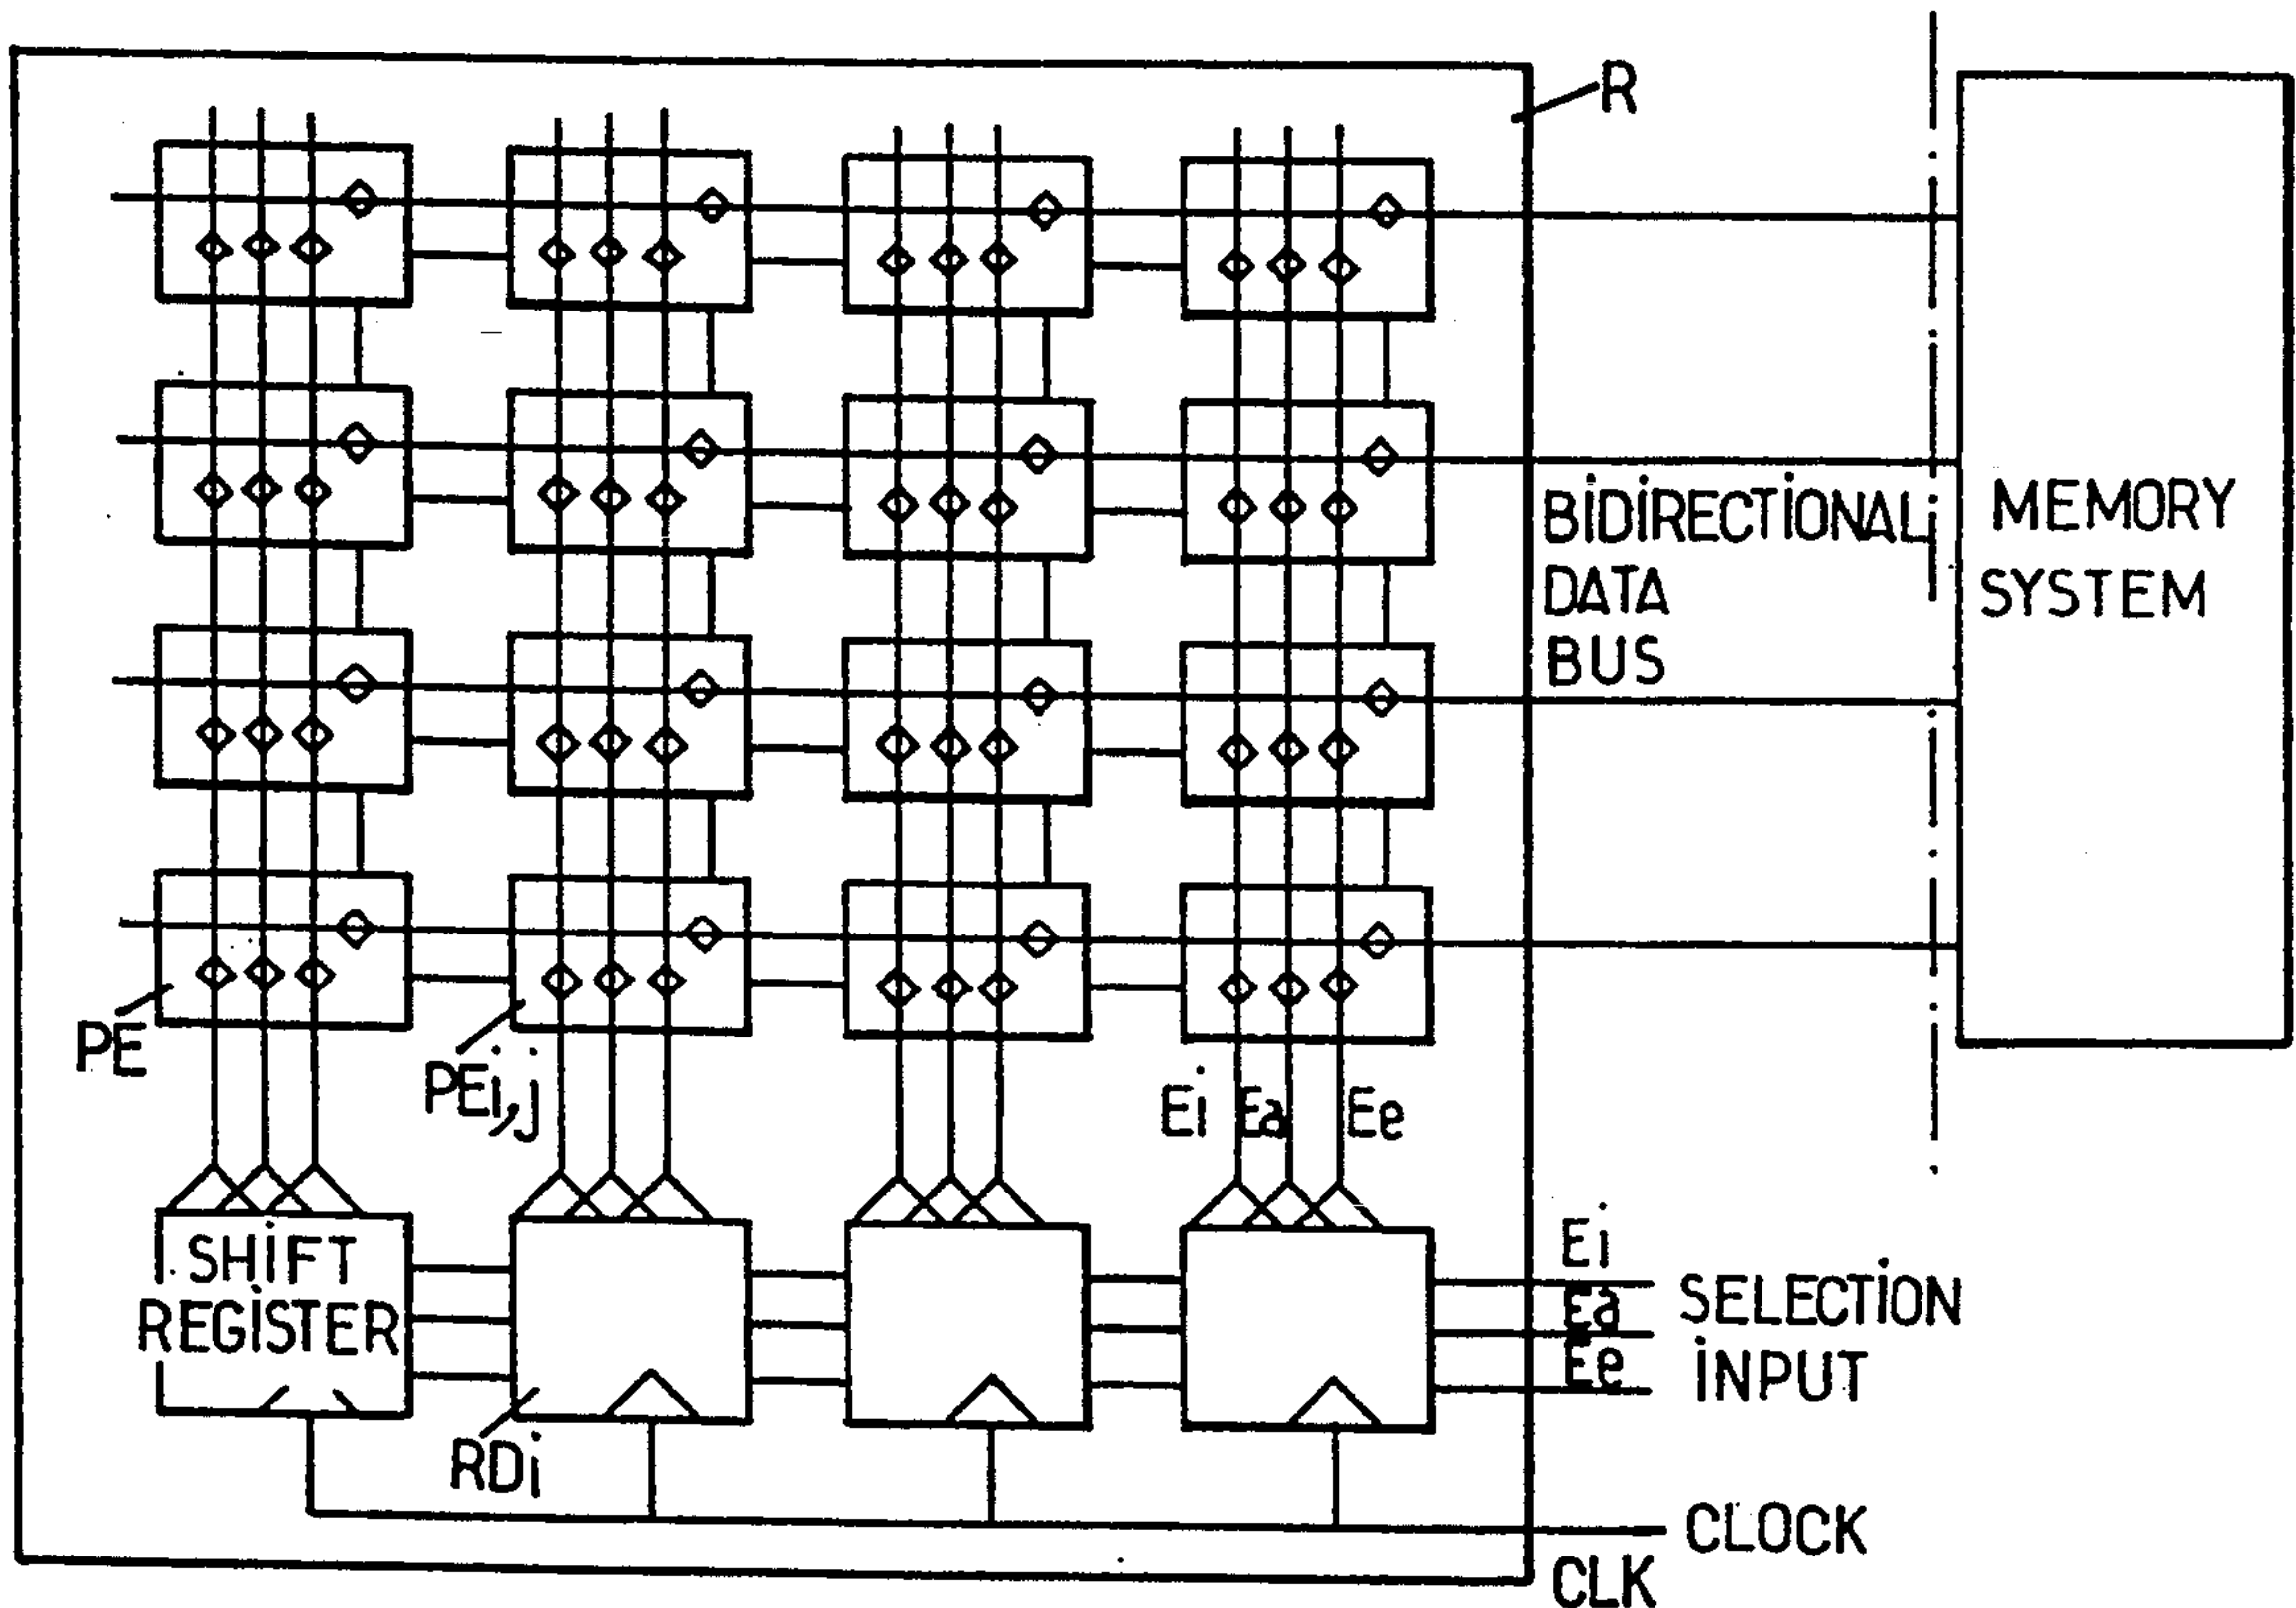 R
BiDiRECTiONAL
DATA
BUS
MEMORY
SYSTEM
PE
PEi,j
Ei Ea Ee
SHiFT
REGiSTER
RDi
Ei
Ea
Ee
SELECTiON
iNPUT
CLOCK
CLK